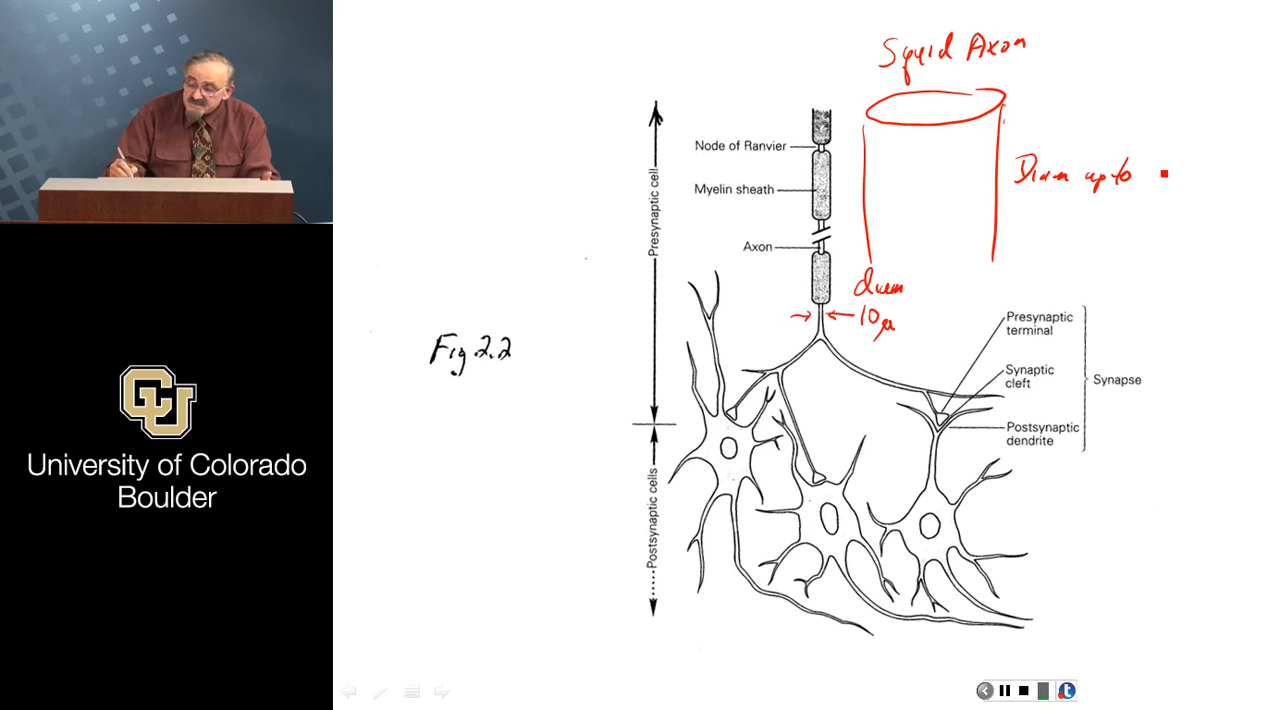 Squid Axon
Node of Ranvier
Myelin sheath
Axon
Diam up to
Diam
10μ
Presynaptic cell
Presynaptic
terminal
Synaptic
cleft
Synapse
Postsynaptic
dendrite
Fig 2.2
Postsynaptic cells
CU
University of Colorado
Boulder
t